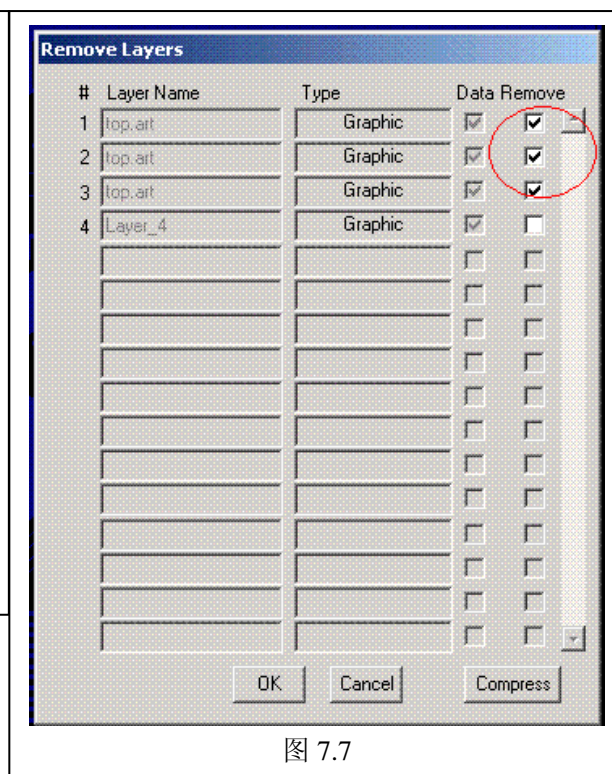 Remove Layers
# Layer Name Type Data Remove
1 top.art Graphic
2 top.art Graphic
3 top.art Graphic
4 Layer_4 Graphic
OK Cancel Compress
图 7.7